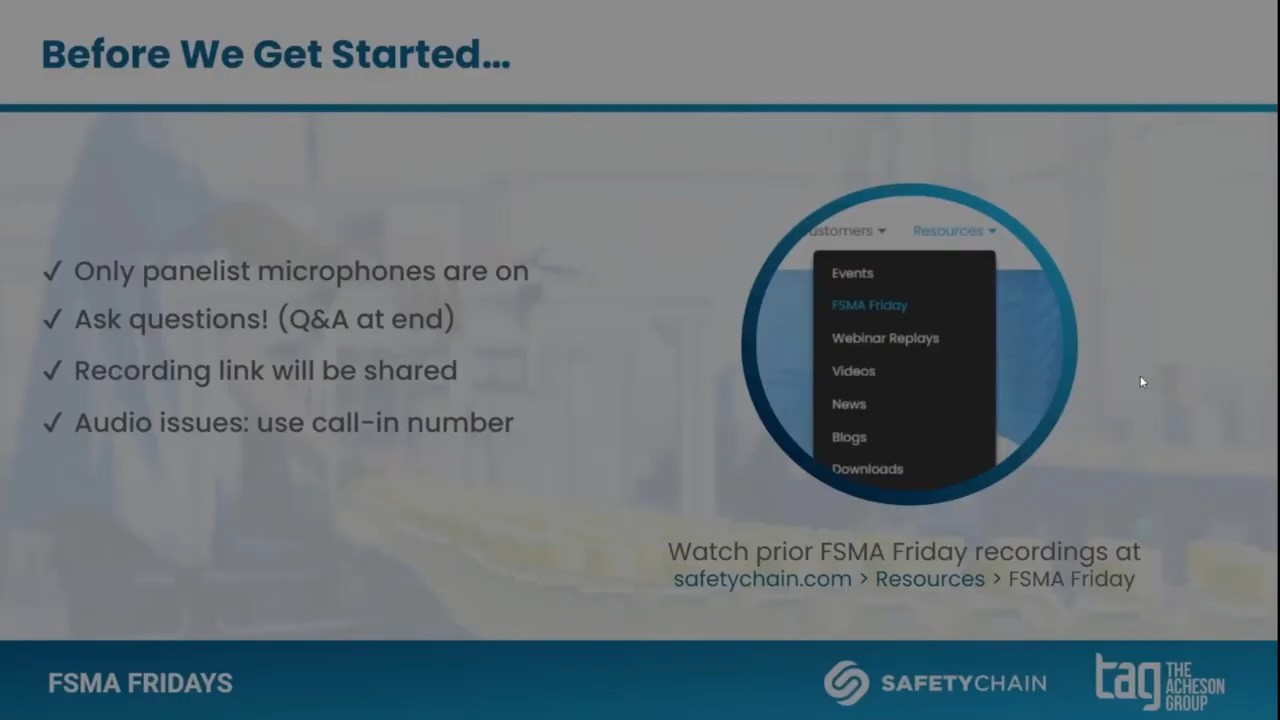 Before We Get Started...
✓ Only panelist microphones are on
✓ Ask questions! (Q&A at end)
✓ Recording link will be shared
✓ Audio issues: use call-in number
ustomers Resources
Events
FSMA Friday
Webinar Replays
Videos
News
Blogs
Downloads
Watch prior FSMA Friday recordings at
safetychain.com > Resources > FSMA Friday
FSMA FRIDAYS
SAFETYCHAIN
tag THE ACHESON GROUP